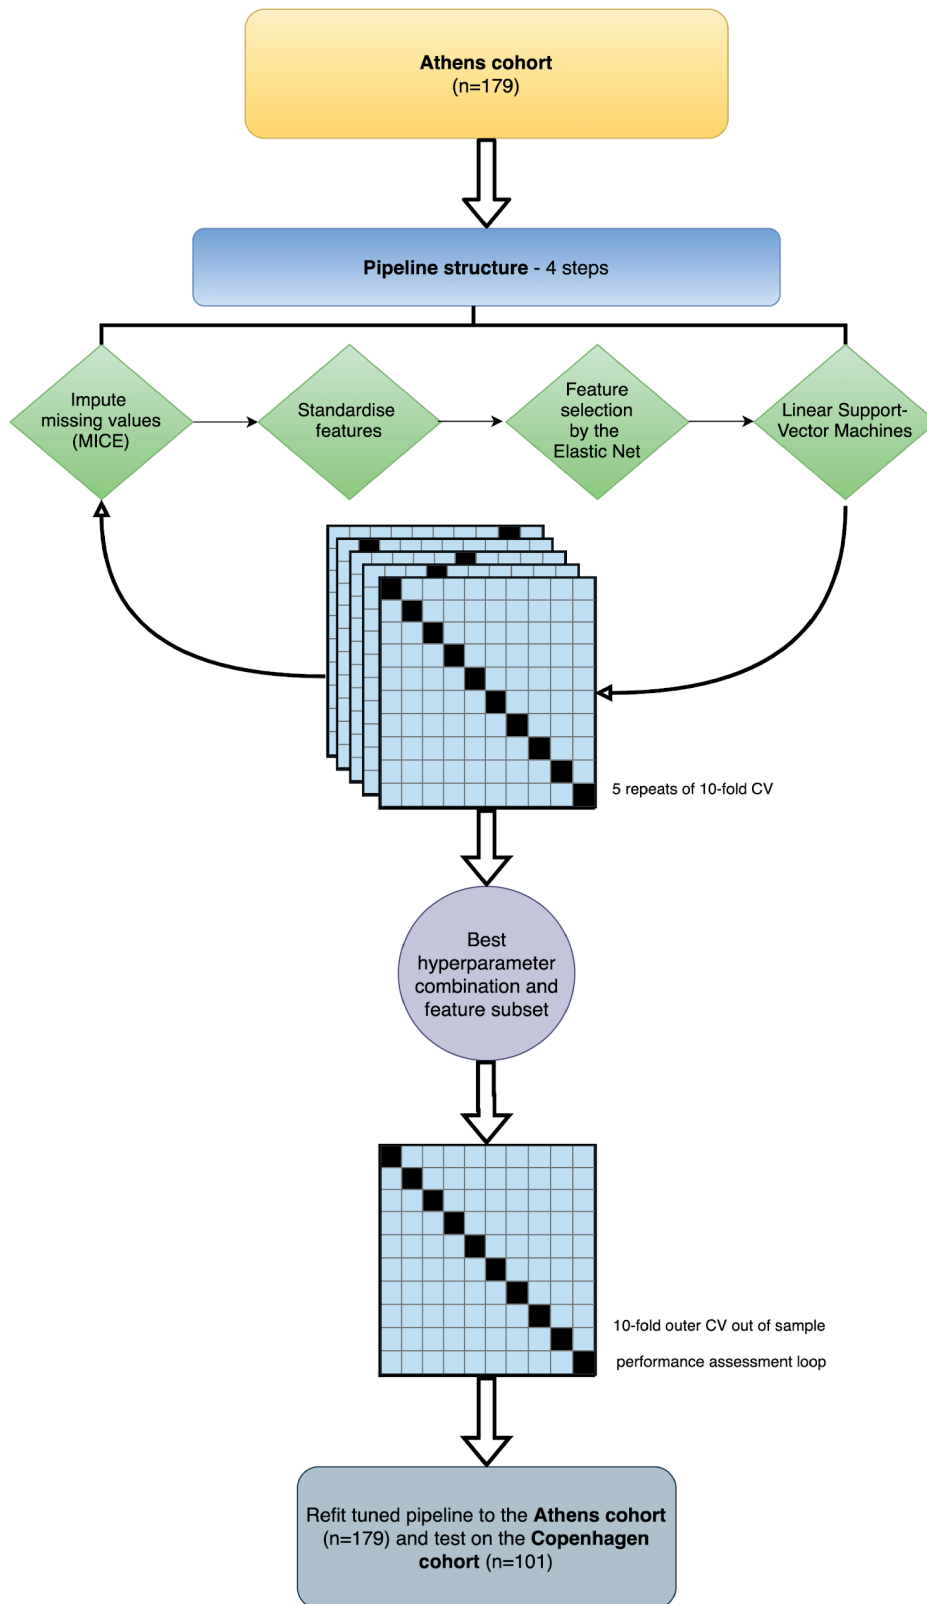 Athens cohort
(n=179)
Pipeline structure - 4 steps
Impute
missing values
(MICE)
Standardise
features
Feature
selection
by the
Elastic Net
Linear Support-
Vector Machines
5 repeats of 10-fold CV
Best
hyperparameter
combination and
feature subset
10-fold outer CV out of sample
performance assessment loop
Refit tuned pipeline to the Athens cohort
(n=179) and test on the Copenhagen
cohort (n=101)